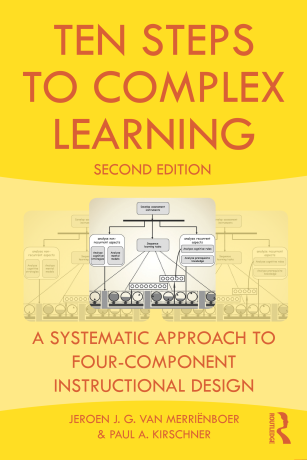 TEN STEPS
TO COMPLEX
LEARNING
SECOND EDITION
A SYSTEMATIC APPROACH TO
FOUR-COMPONENT
INSTRUCTIONAL DESIGN
JEROEN J. G. VAN MERRIËNBOER
& PAUL A. KIRSCHNER
ROUTLEDGE